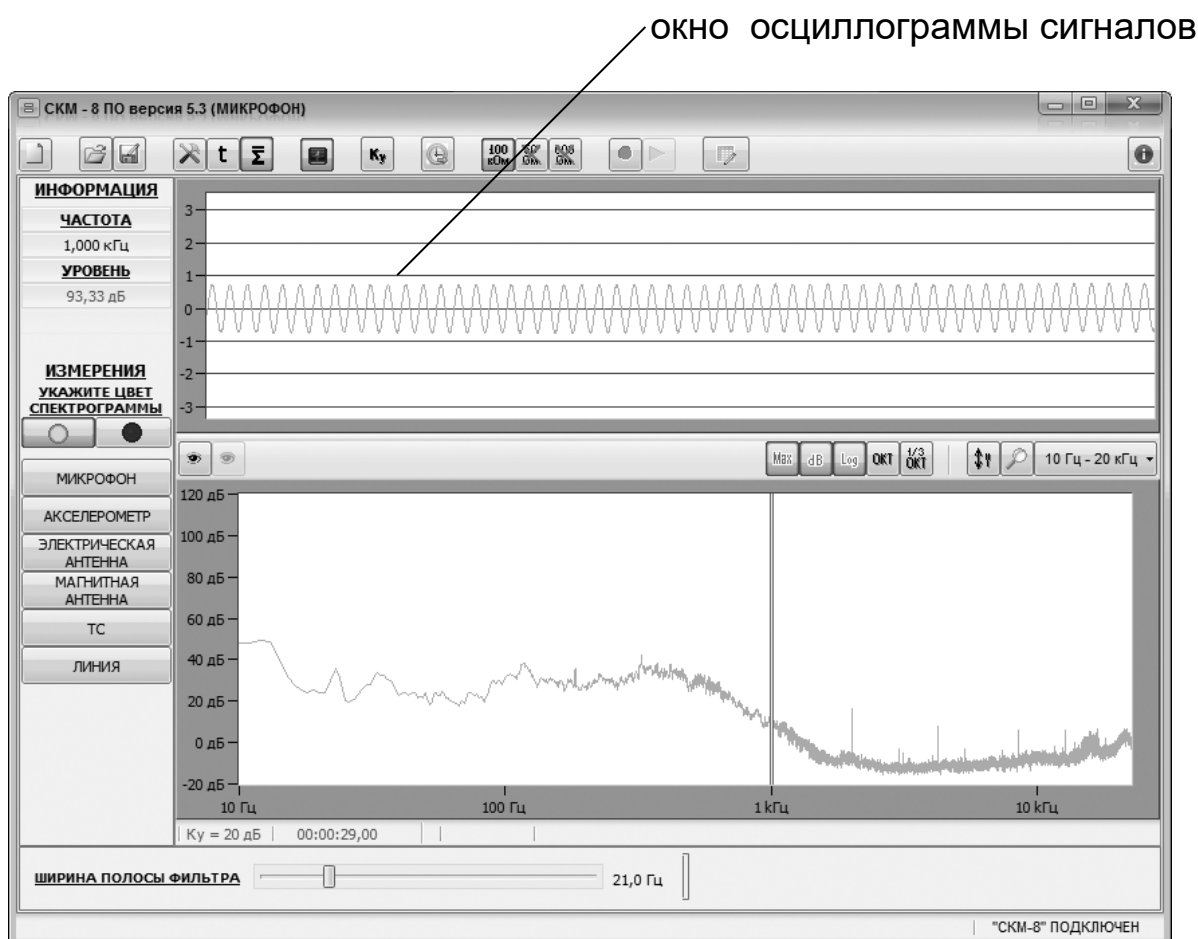 окно осциллограммы сигналов
СКМ - 8 ПО версия 5.3 (МИКРОФОН)
t Σ Ку 100 кОм
ИНФОРМАЦИЯ
ЧАСТОТА
1,000 кГц
УРОВЕНЬ
93,33 дБ
ИЗМЕРЕНИЯ
УКАЖИТЕ ЦВЕТ
СПЕКТРОГРАММЫ
МИКРОФОН
АКСЕЛЕРОМЕТР
ЭЛЕКТРИЧЕСКАЯ
АНТЕННА
МАГНИТНАЯ
АНТЕННА
ТС
ЛИНИЯ
3
2
1
0
-1
-2
-3
Max dB Log ОКТ 1/3 ОКТ 10 Гц - 20 кГц
120 дБ
100 дБ
80 дБ
60 дБ
40 дБ
20 дБ
0 дБ
-20 дБ
10 Гц 100 Гц 1 kГц 10 kГц
Ку = 20 дБ 00:00:29,00
ШИРИНА ПОЛОСЫ ФИЛЬТРА 21,0 Гц
"СКМ-8" ПОДКЛЮЧЕН